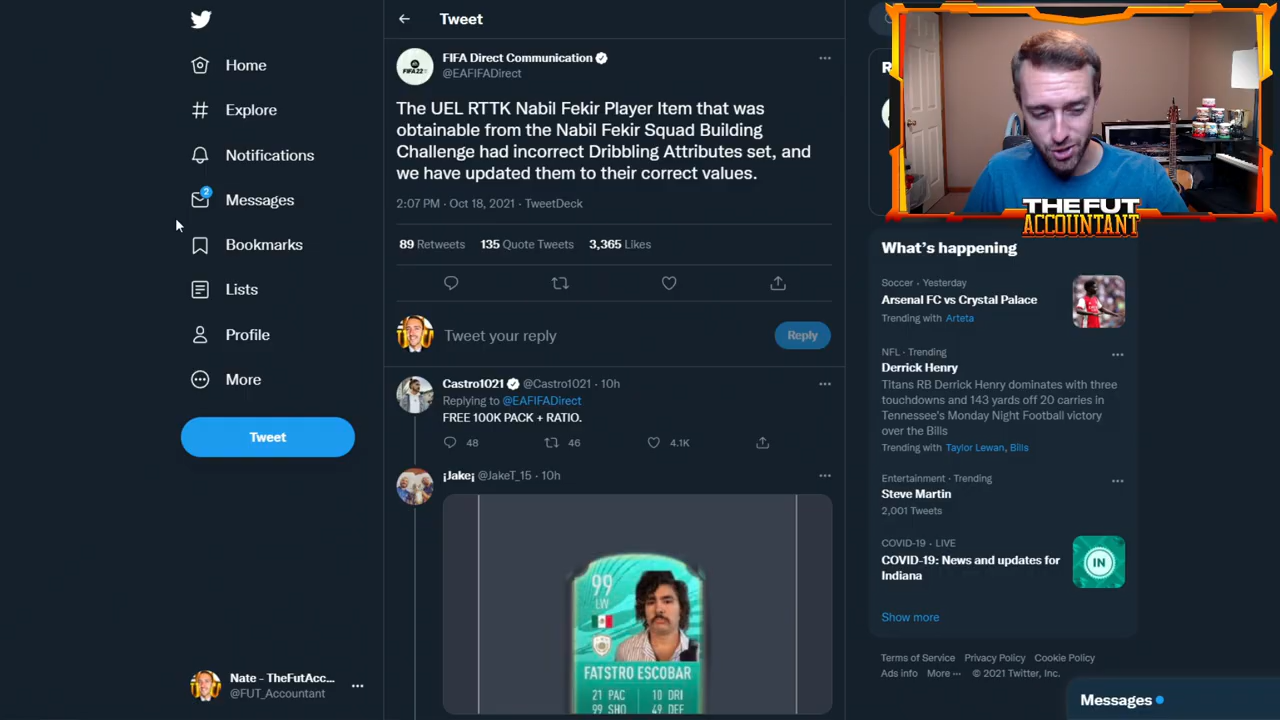 Home
Explore
Notifications
2
Messages
Bookmarks
Lists
Profile
More
Tweet
Nate - TheFutAcc...
@FUT_Accountant
Tweet
FIFA22
FIFA Direct Communication
@EAFIFADirect
The UEL RTTK Nabil Fekir Player Item that was
obtainable from the Nabil Fekir Squad Building
Challenge had incorrect Dribbling Attributes set, and
we have updated them to their correct values.
2:07 PM · Oct 18, 2021 · TweetDeck
89 Retweets 135 Quote Tweets 3,365 Likes
Tweet your reply
Reply
Castro1021 @Castro1021 · 10h
Replying to @EAFIFADirect
FREE 100K PACK + RATIO.
48 46 4.1K
¡Jake¡ @JakeT_15 · 10h
99
LW
FATSTRO ESCOBAR
21 PAC 10 DRI
99 SHO 49 DEF
R
THE FUT
ACCOUNTANT
What's happening
Soccer · Yesterday
Arsenal FC vs Crystal Palace
Trending with Arteta
NFL · Trending
Derrick Henry
Titans RB Derrick Henry dominates with three
touchdowns and 143 yards off 20 carries in
Tennessee's Monday Night Football victory
over the Bills
Trending with Taylor Lewan, Bills
Entertainment · Trending
Steve Martin
2,001 Tweets
COVID-19 · LIVE
COVID-19: News and updates for
Indiana
IN
Show more
Terms of Service Privacy Policy Cookie Policy
Ads info More ··· © 2021 Twitter, Inc.
Messages